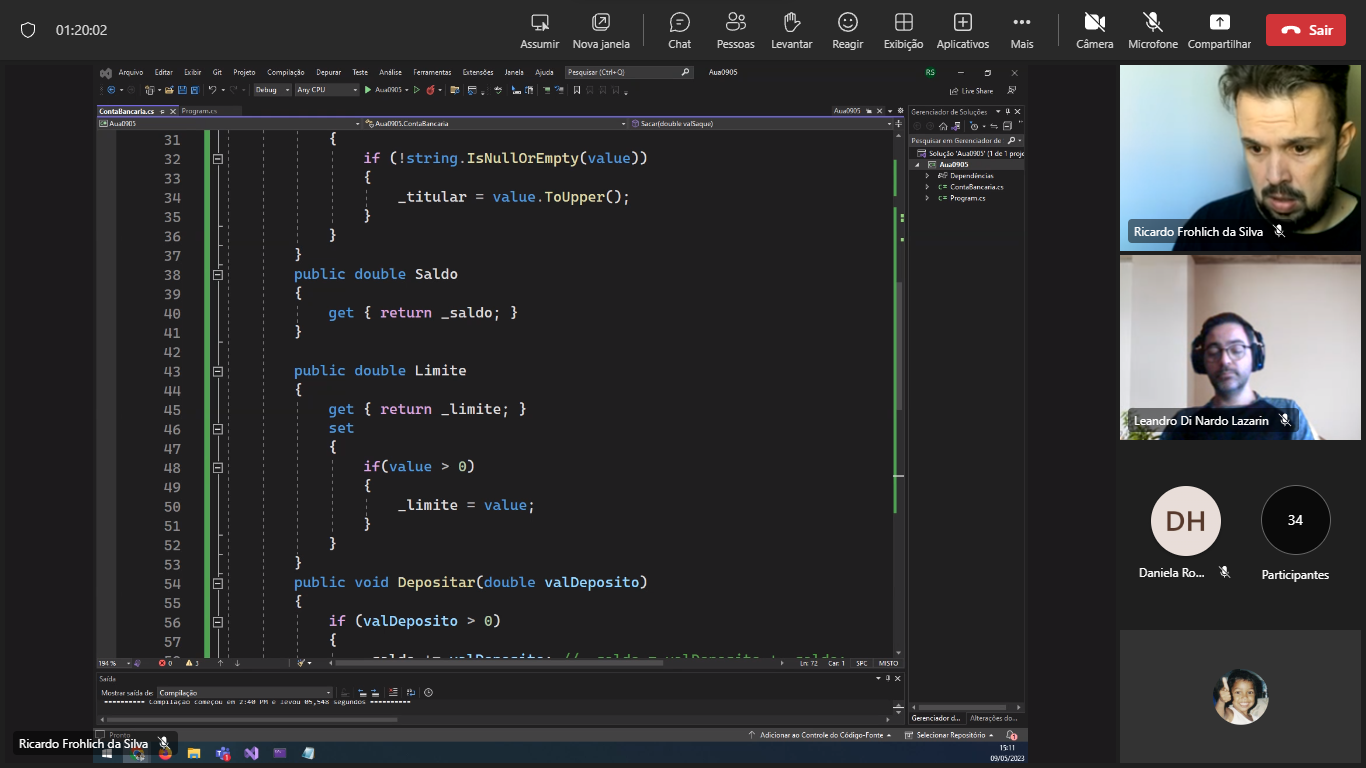 01:20:02
Assumir
Nova janela
Chat
Pessoas
Levantar
Reagir
Exibição
Aplicativos
Mais
Câmera
Microfone
Compartilhar
Sair
Arquivo Editar Exibir Git Projeto Compilação Depurar Teste Análise Ferramentas Extensões Janela Ajuda Pesquisar (Ctrl+Q) Aua0905 RS
Debug Any CPU Aua0905 Live Share
ContaBancaria.cs Program.cs Aua0905
Aua0905 Aua0905.ContaBancaria Sacar(double valSaque)
31 {
32 if (!string.IsNullOrEmpty(value))
33 {
34 _titular = value.ToUpper();
35 }
36 }
37 }
38 public double Saldo
39 {
40 get { return _saldo; }
41 }
42
43 public double Limite
44 {
45 get { return _limite; }
46 set
47 {
48 if(value > 0)
49 {
50 _limite = value;
51 }
52 }
53 }
54 public void Depositar(double valDeposito)
55 {
56 if (valDeposito > 0)
57 {
194 % 0 3 Ln: 72 Car: 1 SPC MISTO
Saída
Mostrar saída de: Compilação
========== Compilação começou em 2:40 PM e levou 05,548 segundos ==========
Pronto
Adicionar ao Controle do Código-Fonte Selecionar Repositório
Gerenciador de Soluções
Pesquisar em Gerenciador de
Solução 'Aua0905' (1 de 1 proje
Aua0905
Dependências
ContaBancaria.cs
Program.cs
Gerenciador d... Alterações do...
15:11
09/05/2023
Ricardo Frohlich da Silva
Ricardo Frohlich da Silva
Leandro Di Nardo Lazarin
DH
Daniela Ro...
34
Participantes